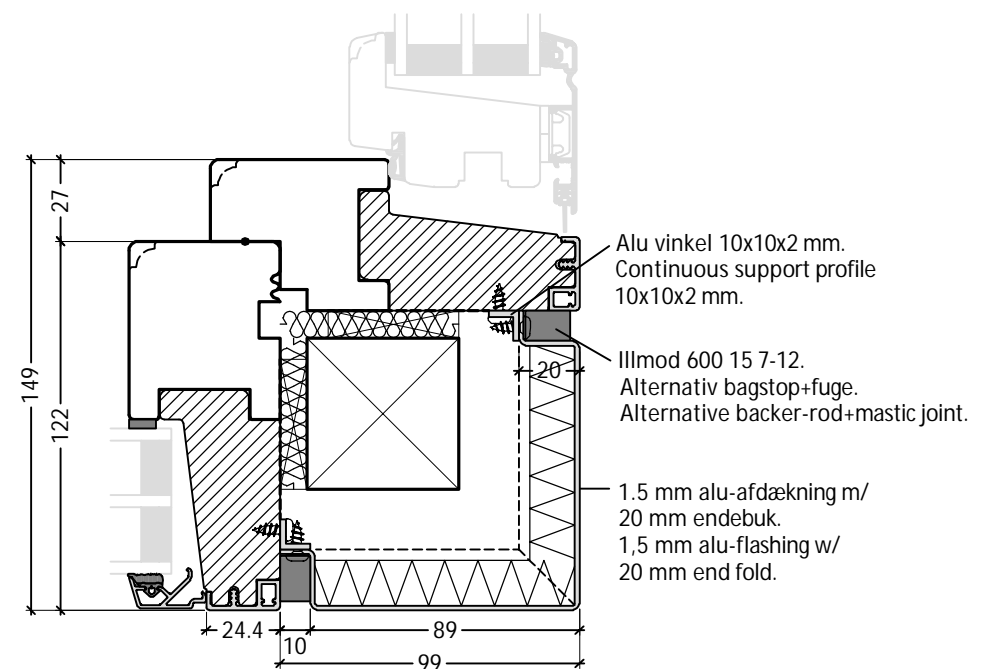 27
149
122
Alu vinkel 10x10x2 mm.
Continuous support profile
10x10x2 mm.
20
Illmod 600 15 7-12.
Alternativ bagstop+fuge.
Alternative backer-rod+mastic joint.
1.5 mm alu-afdækning m/
20 mm endebuk.
1,5 mm alu-flashing w/
20 mm end fold.
24.4
10
89
99